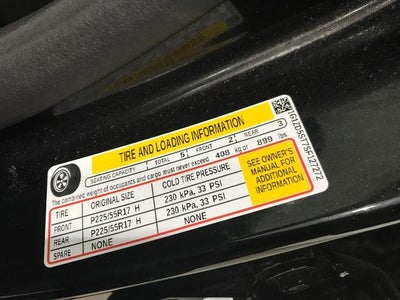 TIRE AND LOADING INFORMATION
SEATING CAPACITY TOTAL 5 FRONT 2 REAR 3
The combined weight of occupants and cargo must never exceed 408 kg or 899 lbs
TIRE ORIGINAL SIZE COLD TIRE PRESSURE
FRONT P225/55R17 H 230 kPa, 33 PSI
REAR P225/55R17 H 230 kPa, 33 PSI
SPARE NONE NONE
SEE OWNER'S
MANUAL FOR
ADDITIONAL
INFORMATION